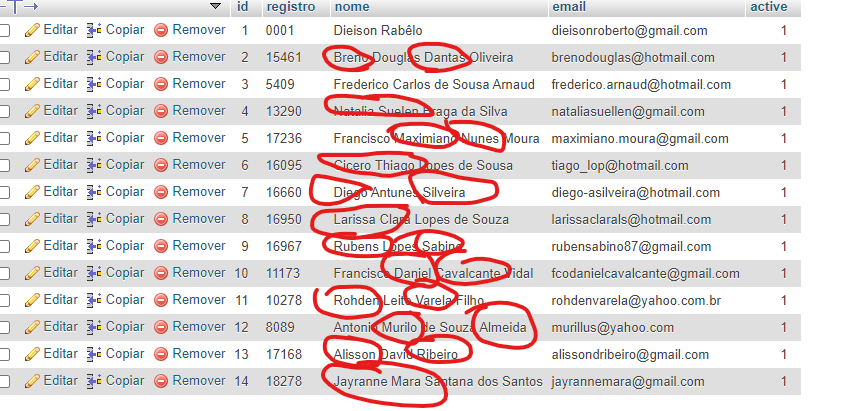 id registro nome email active
Editar Copiar Remover 1 0001 Dieison Rabêlo dieisonroberto@gmail.com 1
Editar Copiar Remover 2 15461 Breno Douglas Dantas Oliveira brenodouglas@hotmail.com 1
Editar Copiar Remover 3 5409 Frederico Carlos de Sousa Arnaud frederico.arnaud@hotmail.com 1
Editar Copiar Remover 4 13290 Natalia Suelen Braga da Silva nataliasuellen@gmail.com 1
Editar Copiar Remover 5 17236 Francisco Maximiano Nunes Moura maximiano.moura@gmail.com 1
Editar Copiar Remover 6 16095 Cicero Thiago Lopes de Sousa tiago_lop@hotmail.com 1
Editar Copiar Remover 7 16660 Diego Antunes Silveira diego-asilveira@hotmail.com 1
Editar Copiar Remover 8 16950 Larissa Clara Lopes de Souza larissaclarals@hotmail.com 1
Editar Copiar Remover 9 16967 Rubens Lopes Sabino rubensabino87@gmail.com 1
Editar Copiar Remover 10 11173 Francisco Daniel Cavalcante Vidal fcodanielcavalcante@gmail.com 1
Editar Copiar Remover 11 10278 Rohden Leite Varela Filho rohdenvarela@yahoo.com.br 1
Editar Copiar Remover 12 8089 Antonio Murilo de Souza Almeida murillus@yahoo.com 1
Editar Copiar Remover 13 17168 Alisson David Ribeiro alissondribeiro@gmail.com 1
Editar Copiar Remover 14 18278 Jayranne Mara Santana dos Santos jayrannemara@gmail.com 1